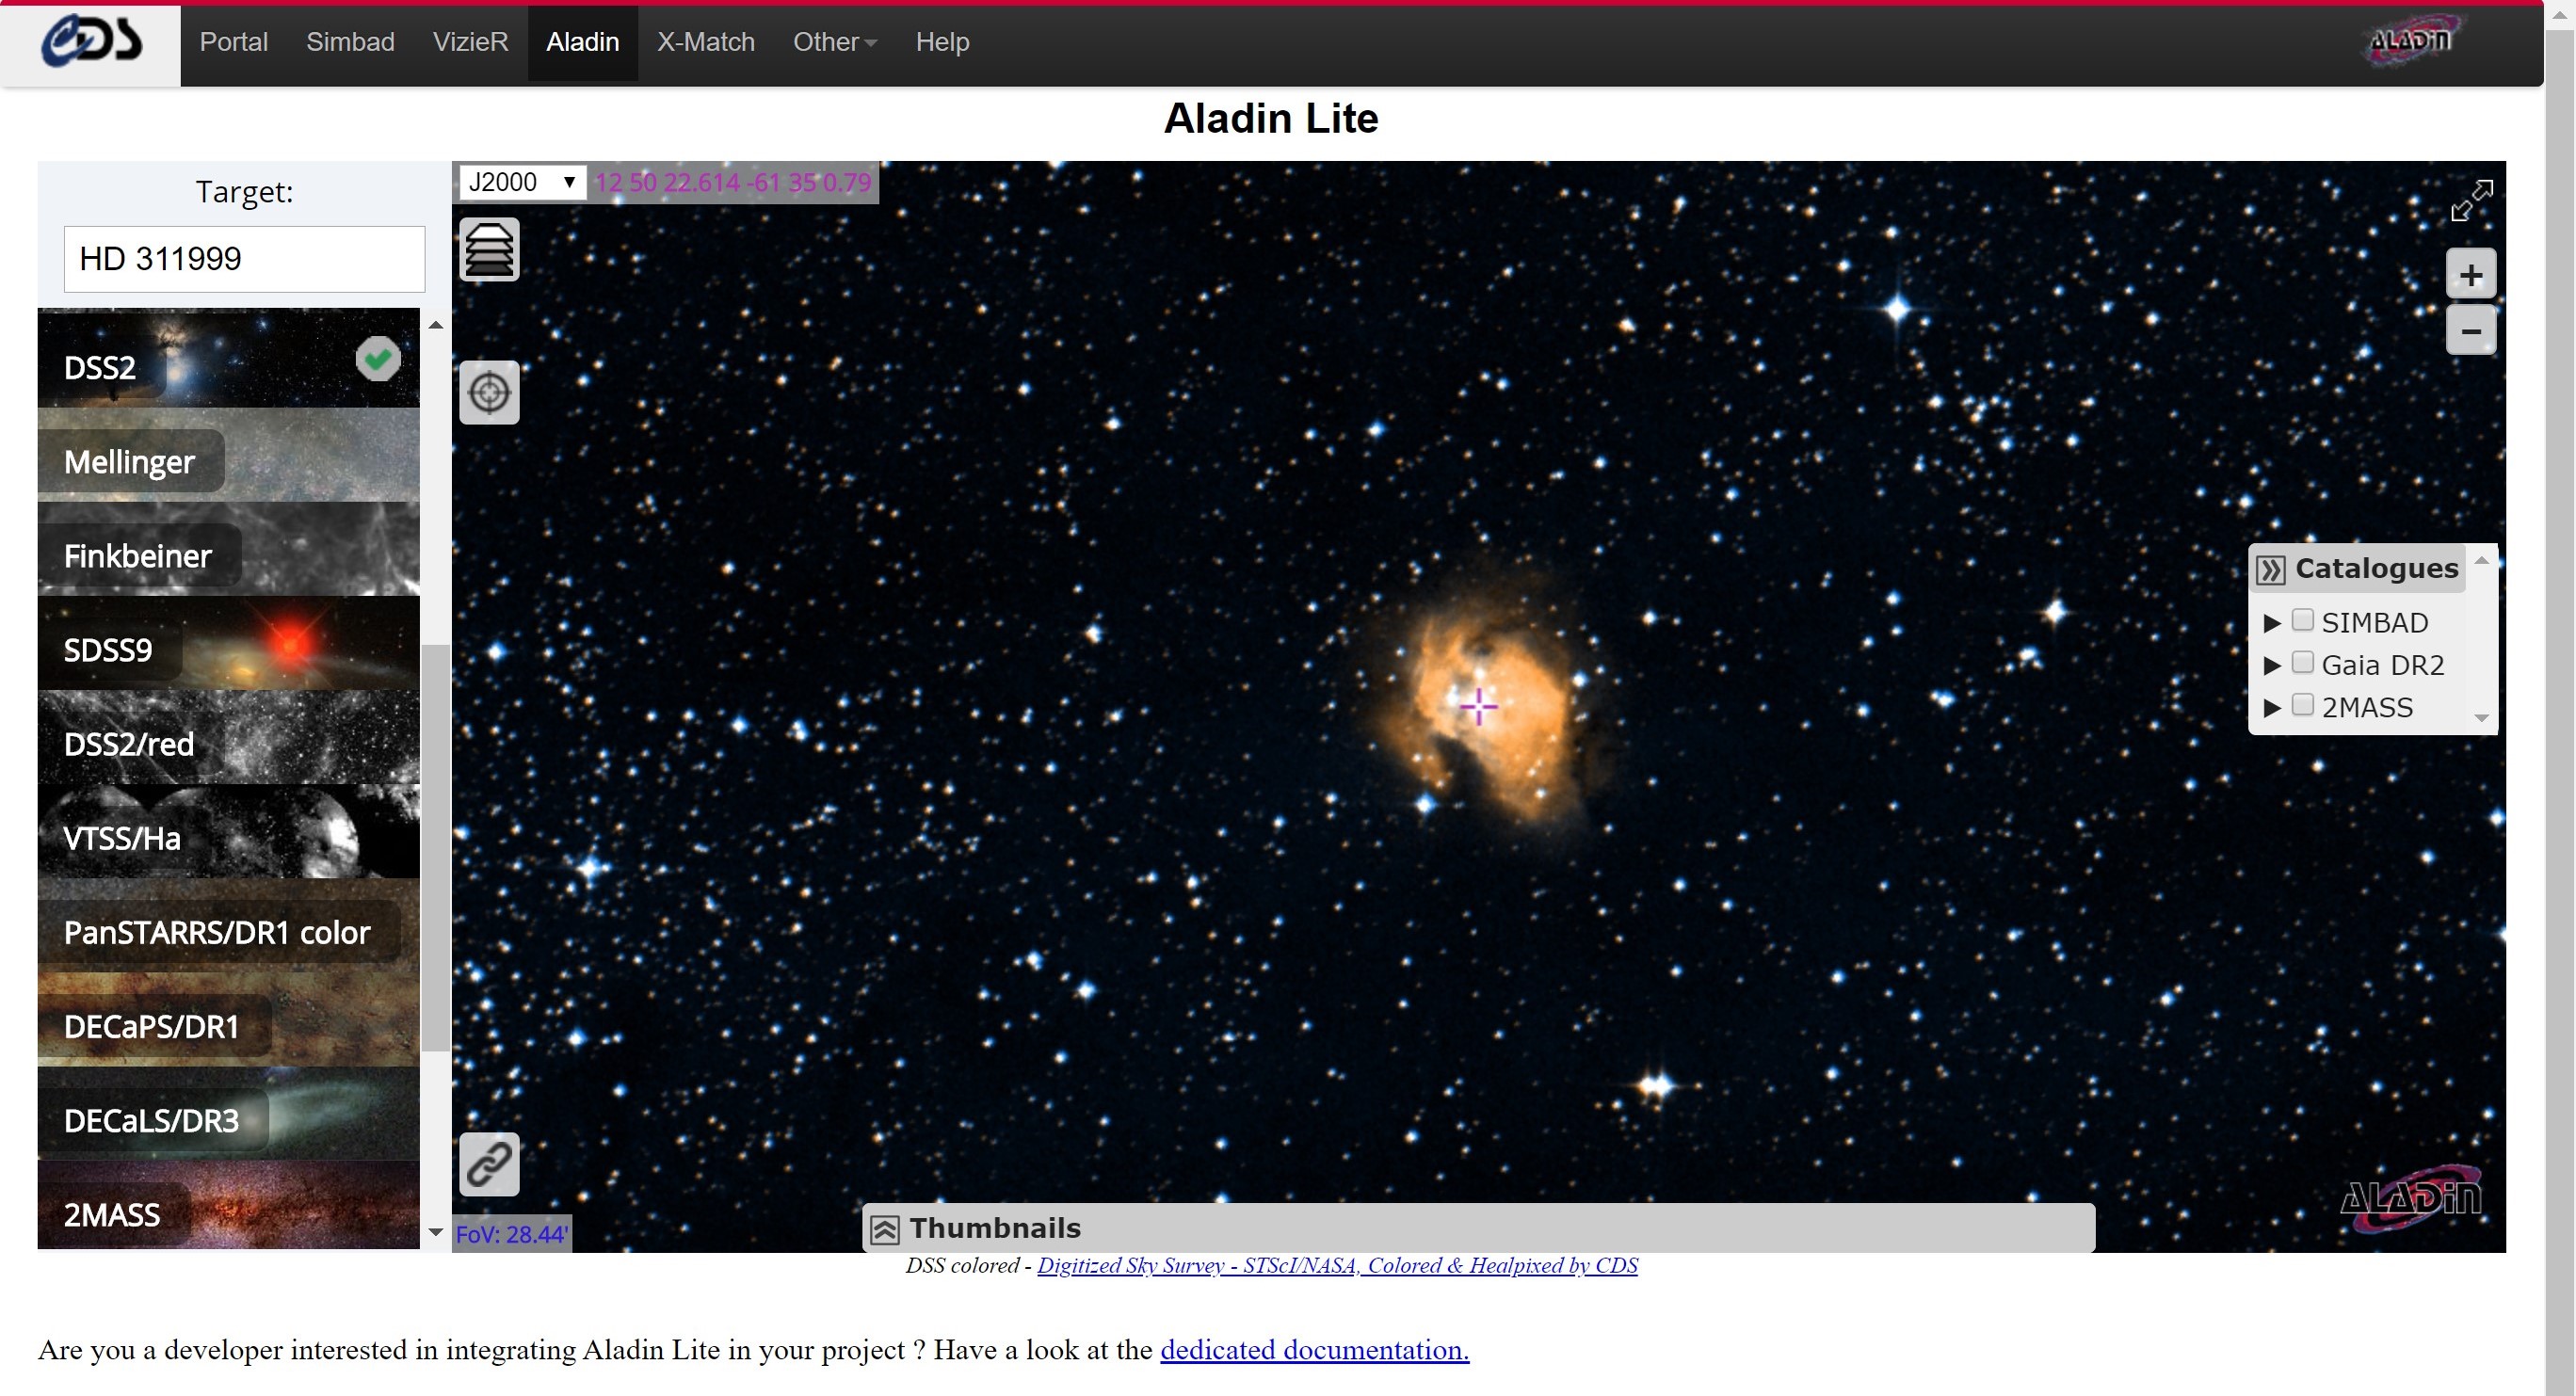 CDS Portal Simbad VizieR Aladin X-Match Other Help ALADiN
Aladin Lite
Target:
HD 311999
J2000 12 50 22.614 -61 35 0.79
DSS2
Mellinger
Finkbeiner
SDSS9
DSS2/red
VTSS/Ha
PanSTARRS/DR1 color
DECaPS/DR1
DECaLS/DR3
2MASS
+
−
Catalogues
SIMBAD
Gaia DR2
2MASS
ALADiN
FoV: 28.44'
Thumbnails
DSS colored - Digitized Sky Survey - STScI/NASA, Colored & Healpixed by CDS
Are you a developer interested in integrating Aladin Lite in your project ? Have a look at the dedicated documentation.